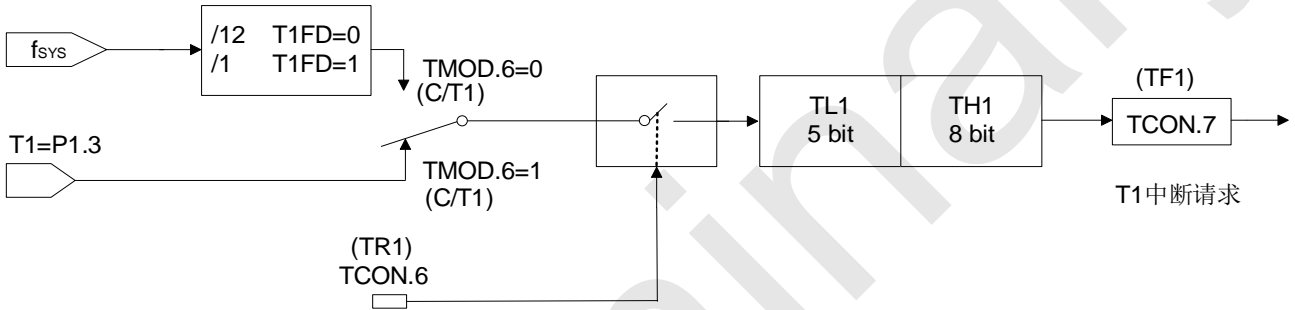 fSYS
/12 T1FD=0
/1 T1FD=1
TMOD.6=0
(C/T1)
T1=P1.3
TMOD.6=1
(C/T1)
(TR1)
TCON.6
TL1
5 bit
TH1
8 bit
(TF1)
TCON.7
T1中断请求